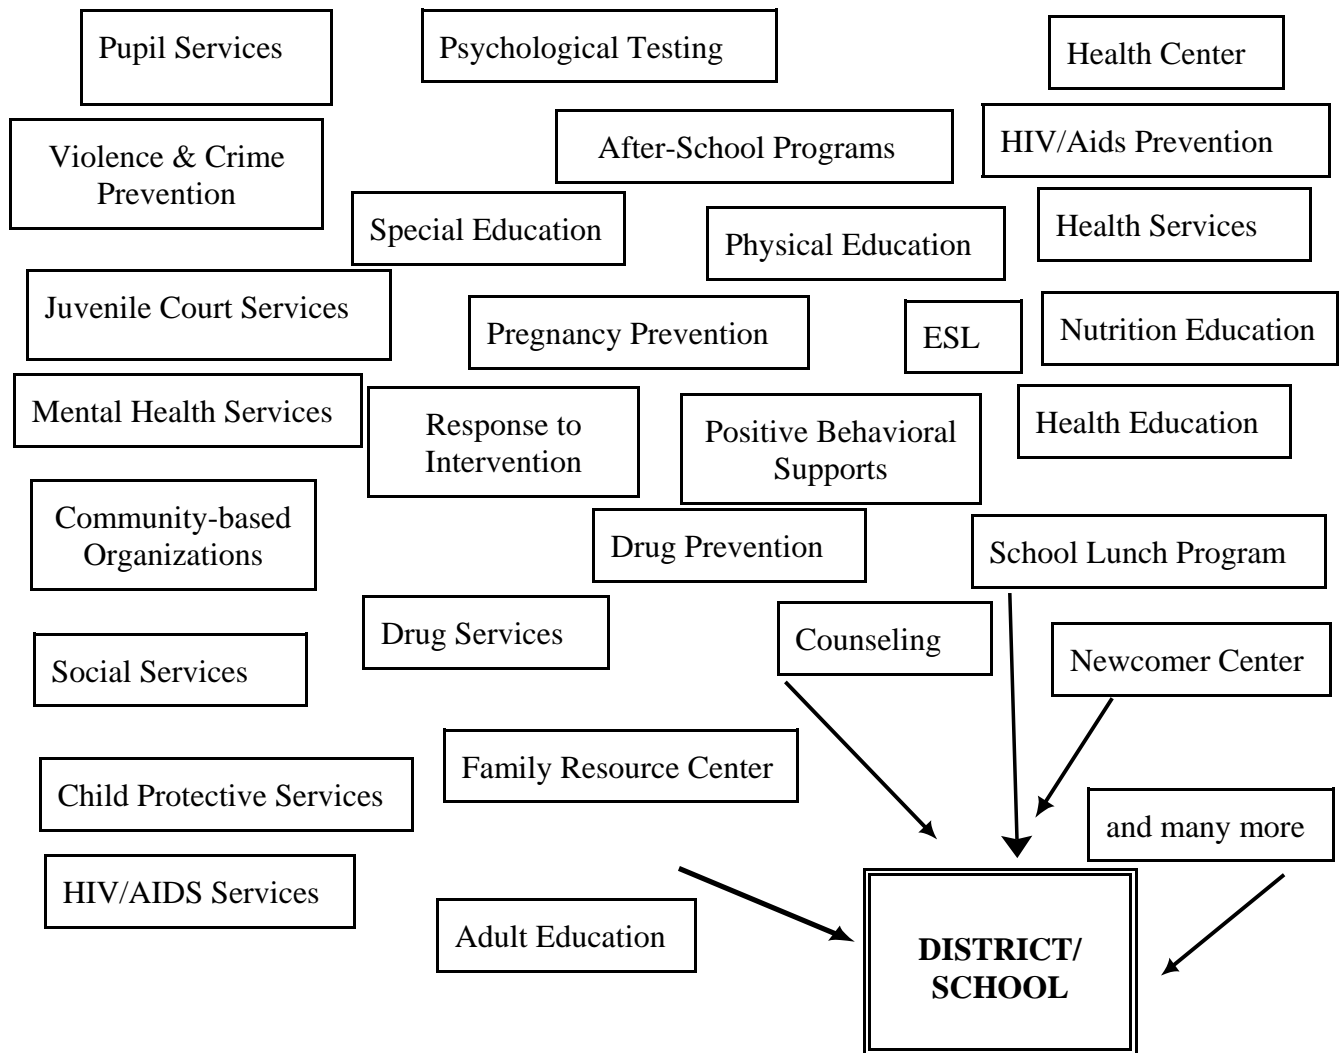 Pupil Services
Psychological Testing
Health Center
After-School Programs
HIV/Aids Prevention
Violence & Crime
Prevention
Special Education
Physical Education
Health Services
Juvenile Court Services
Pregnancy Prevention
ESL
Nutrition Education
Mental Health Services
Response to
Intervention
Positive Behavioral
Supports
Health Education
Community-based
Organizations
Drug Prevention
School Lunch Program
Drug Services
Counseling
Newcomer Center
Social Services
Family Resource Center
Child Protective Services
and many more
HIV/AIDS Services
Adult Education
DISTRICT/
SCHOOL